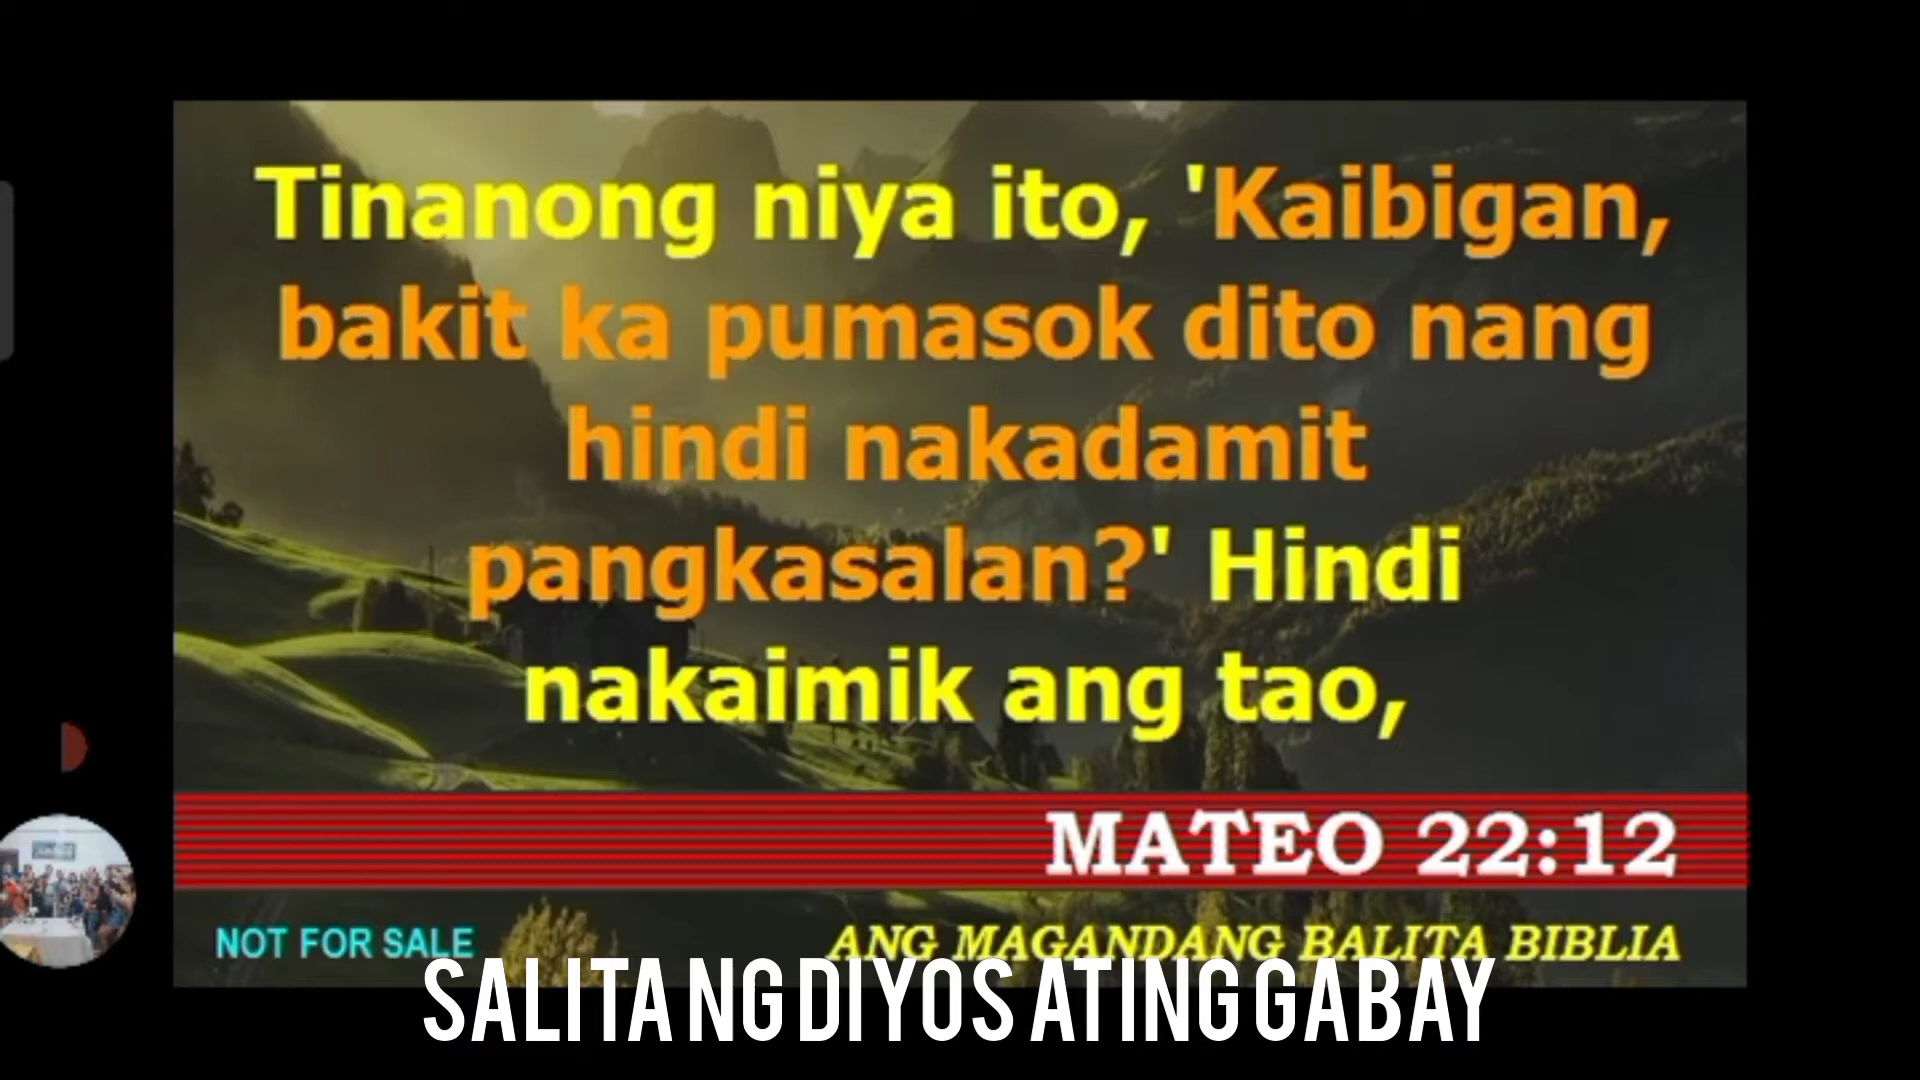 Tinanong niya ito, 'Kaibigan,
bakit ka pumasok dito nang
hindi nakadamit
pangkasalan?' Hindi
nakaimik ang tao,
MATEO 22:12
NOT FOR SALE
ANG MAGANDANG BALITA BIBLIA
SALITA NG DIYOS ATING GABAY